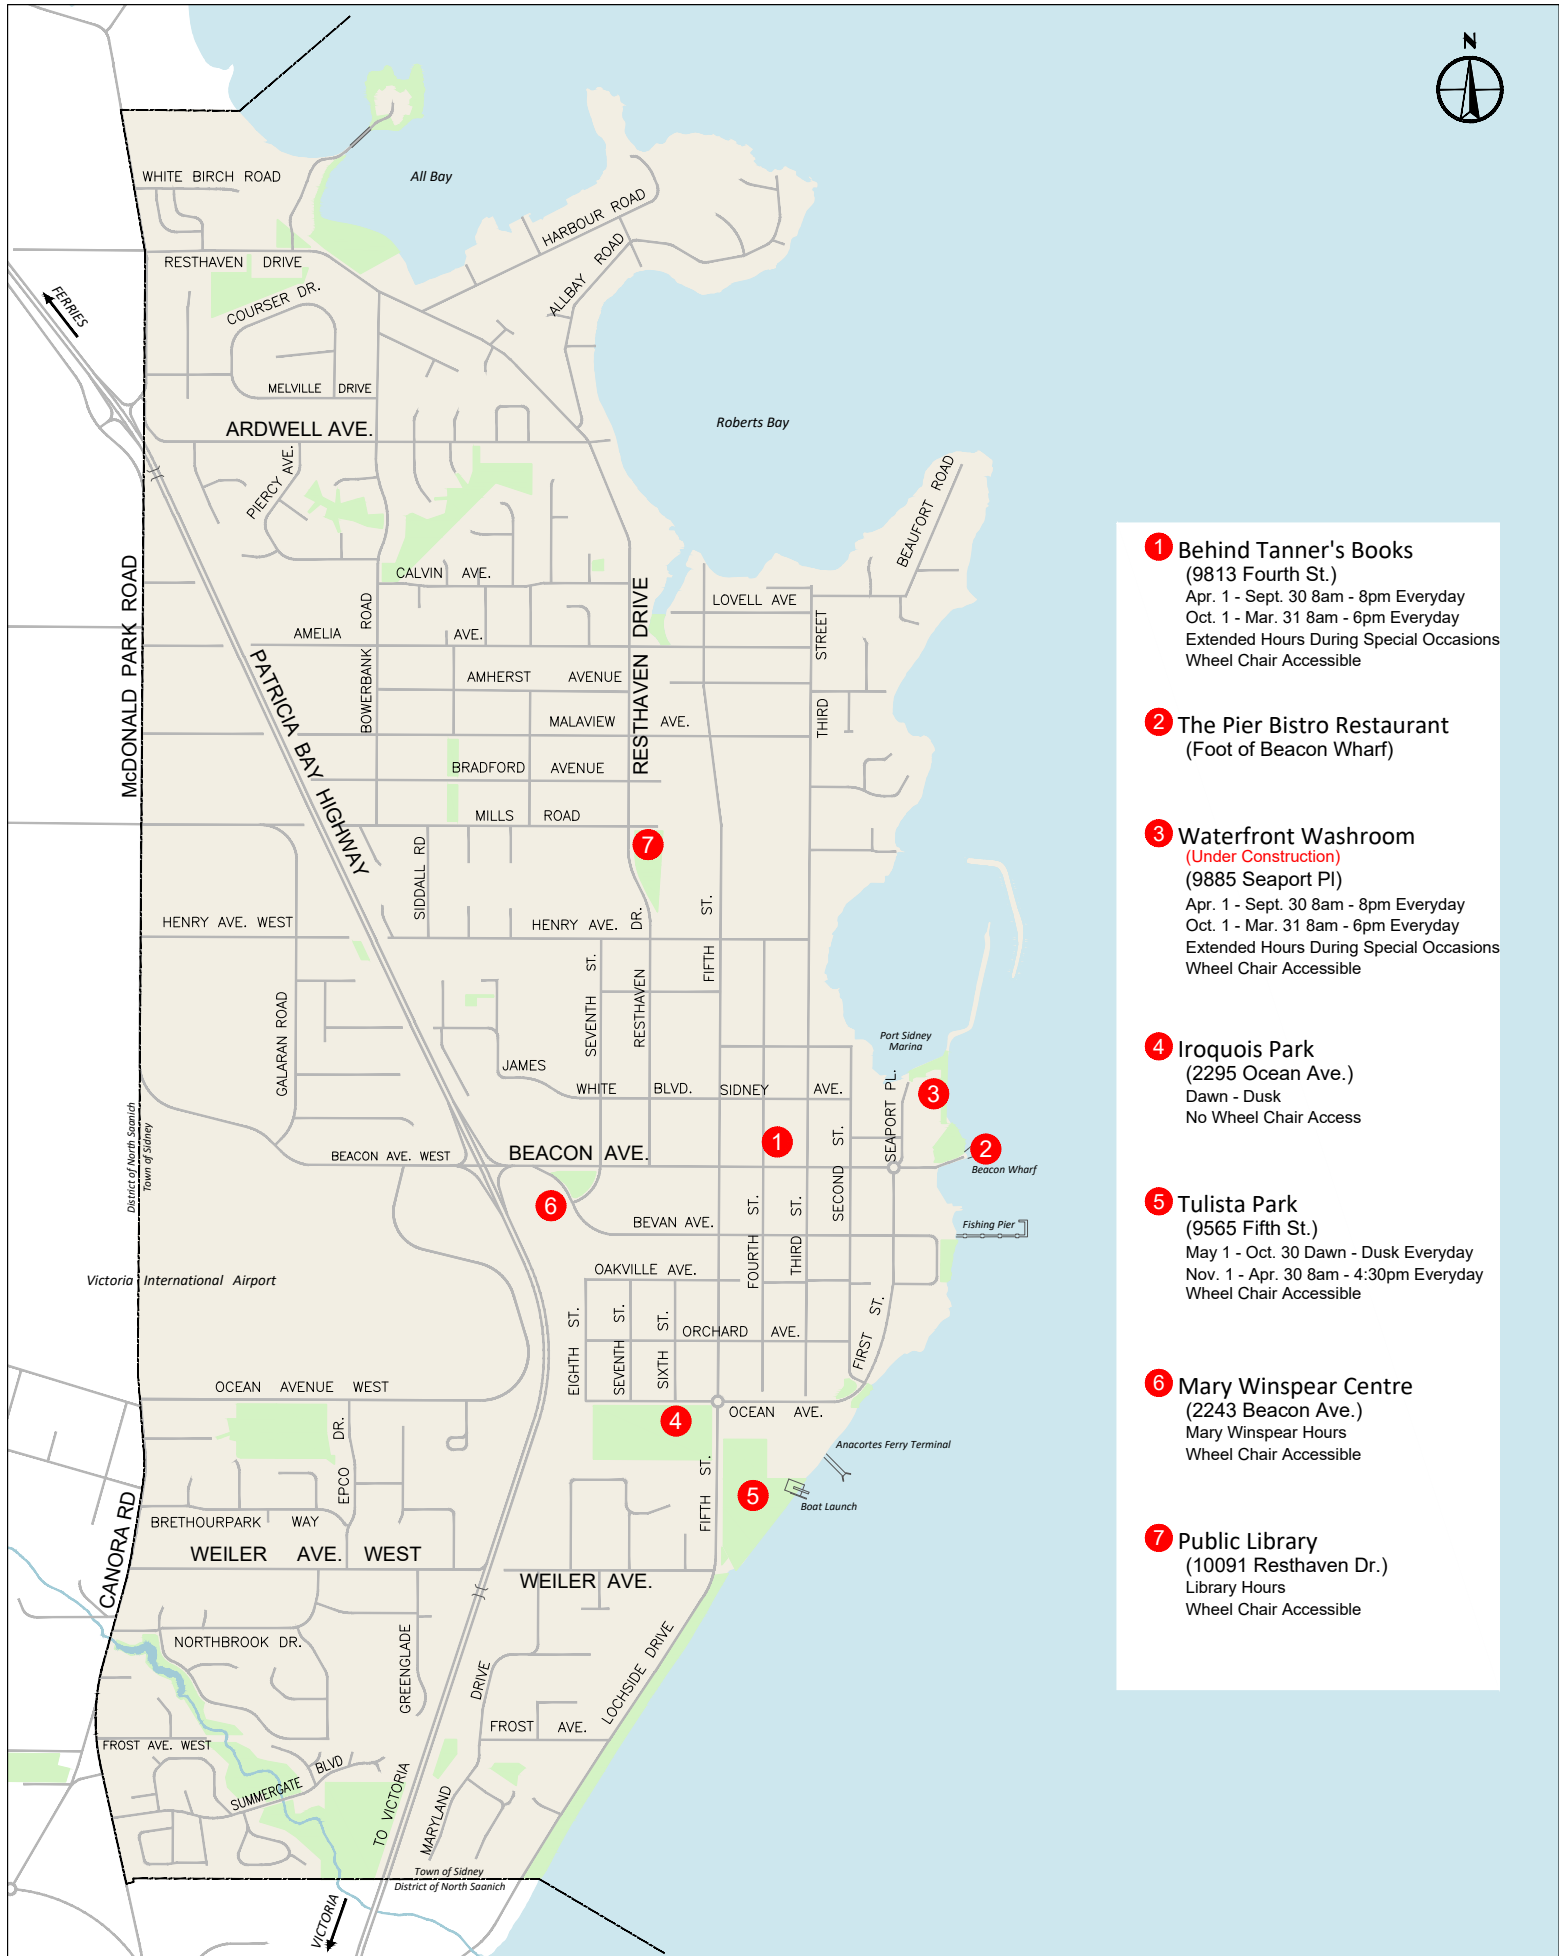 N
All Bay
WHITE BIRCH ROAD
HARBOUR ROAD
ALLBAY ROAD
RESTHAVEN DRIVE
FERRIES
COURSER DR.
MELVILLE DRIVE
ARDWELL AVE.
Roberts Bay
PIERCY AVE.
BEAUFORT ROAD
CALVIN AVE.
McDONALD PARK ROAD
BOWERBANK ROAD
RESTHAVEN DRIVE
LOVELL AVE
AMELIA AVE.
THIRD STREET
PATRICIA BAY HIGHWAY
AMHERST AVENUE
MALAVIEW AVE.
BRADFORD AVENUE
MILLS ROAD
7
SIDDALL RD
HENRY AVE. WEST
HENRY AVE.
RESTHAVEN DR.
FIFTH ST.
SEVENTH ST.
GALARAN ROAD
Port Sidney
Marina
JAMES WHITE BLVD.
SIDNEY AVE.
3
SEAPORT PL.
District of North Saanich
Town of Sidney
BEACON AVE. WEST
BEACON AVE.
1
SECOND ST.
2
Beacon Wharf
6
BEVAN AVE.
FOURTH ST.
THIRD ST.
Fishing Pier
Victoria International Airport
OAKVILLE AVE.
EIGHTH ST.
SEVENTH ST.
SIXTH ST.
ORCHARD AVE.
FIRST ST.
OCEAN AVENUE WEST
4
OCEAN AVE.
EPCO DR.
Anacortes Ferry Terminal
FIFTH ST.
5
Boat Launch
CANORA RD
BRETHOURPARK WAY
WEILER AVE. WEST
WEILER AVE.
NORTHBROOK DR.
GREENGLADE
MARYLAND DRIVE
LOCHSIDE DRIVE
FROST AVE.
FROST AVE. WEST
SUMMERGATE BLVD
TO VICTORIA
Town of Sidney
District of North Saanich
VICTORIA
1 Behind Tanner's Books
(9813 Fourth St.)
Apr. 1 - Sept. 30 8am - 8pm Everyday
Oct. 1 - Mar. 31 8am - 6pm Everyday
Extended Hours During Special Occasions
Wheel Chair Accessible
2 The Pier Bistro Restaurant
(Foot of Beacon Wharf)
3 Waterfront Washroom
(Under Construction)
(9885 Seaport Pl)
Apr. 1 - Sept. 30 8am - 8pm Everyday
Oct. 1 - Mar. 31 8am - 6pm Everyday
Extended Hours During Special Occasions
Wheel Chair Accessible
4 Iroquois Park
(2295 Ocean Ave.)
Dawn - Dusk
No Wheel Chair Access
5 Tulista Park
(9565 Fifth St.)
May 1 - Oct. 30 Dawn - Dusk Everyday
Nov. 1 - Apr. 30 8am - 4:30pm Everyday
Wheel Chair Accessible
6 Mary Winspear Centre
(2243 Beacon Ave.)
Mary Winspear Hours
Wheel Chair Accessible
7 Public Library
(10091 Resthaven Dr.)
Library Hours
Wheel Chair Accessible